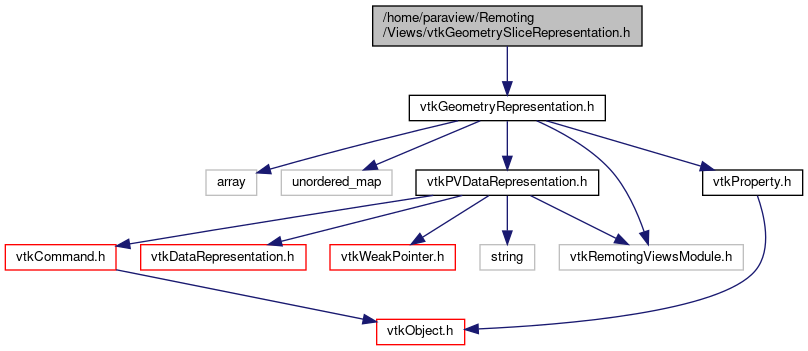 /home/paraview/Remoting
/Views/vtkGeometrySliceRepresentation.h
vtkGeometryRepresentation.h
array
unordered_map
vtkPVDataRepresentation.h
vtkProperty.h
vtkCommand.h
vtkDataRepresentation.h
vtkWeakPointer.h
string
vtkRemotingViewsModule.h
vtkObject.h